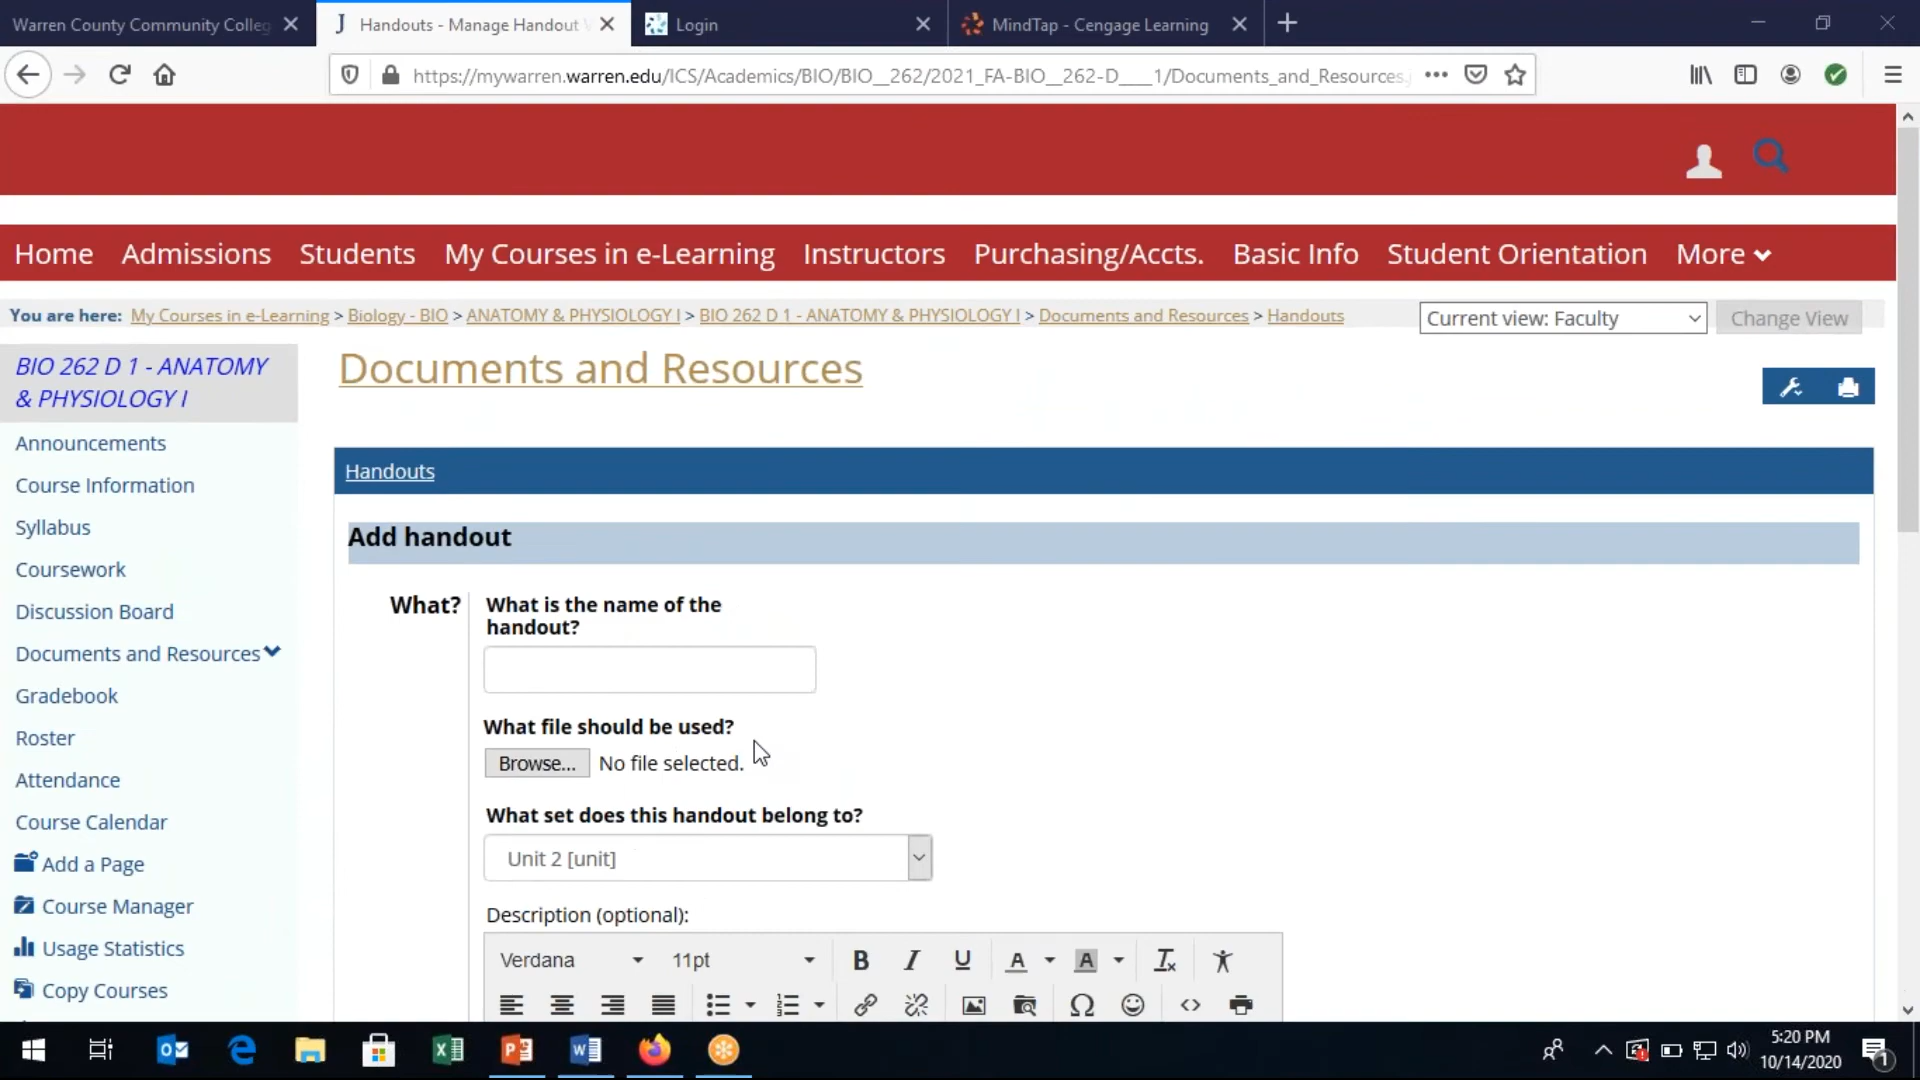 Warren County Community Colleg
Handouts - Manage Handout
Login
MindTap - Cengage Learning
https://mywarren.warren.edu/ICS/Academics/BIO/BIO__262/2021_FA-BIO__262-D____1/Documents_and_Resources.
Home
Admissions
Students
My Courses in e-Learning
Instructors
Purchasing/Accts.
Basic Info
Student Orientation
More
You are here: My Courses in e-Learning > Biology - BIO > ANATOMY & PHYSIOLOGY I > BIO 262 D 1 - ANATOMY & PHYSIOLOGY I > Documents and Resources > Handouts
Current view: Faculty
Change View
BIO 262 D 1 - ANATOMY
& PHYSIOLOGY I
Announcements
Course Information
Syllabus
Coursework
Discussion Board
Documents and Resources
Gradebook
Roster
Attendance
Course Calendar
Add a Page
Course Manager
Usage Statistics
Copy Courses
Documents and Resources
Handouts
Add handout
What?
What is the name of the
handout?
What file should be used?
Browse... No file selected.
What set does this handout belong to?
Unit 2 [unit]
Description (optional):
Verdana
11pt
5:20 PM
10/14/2020
1